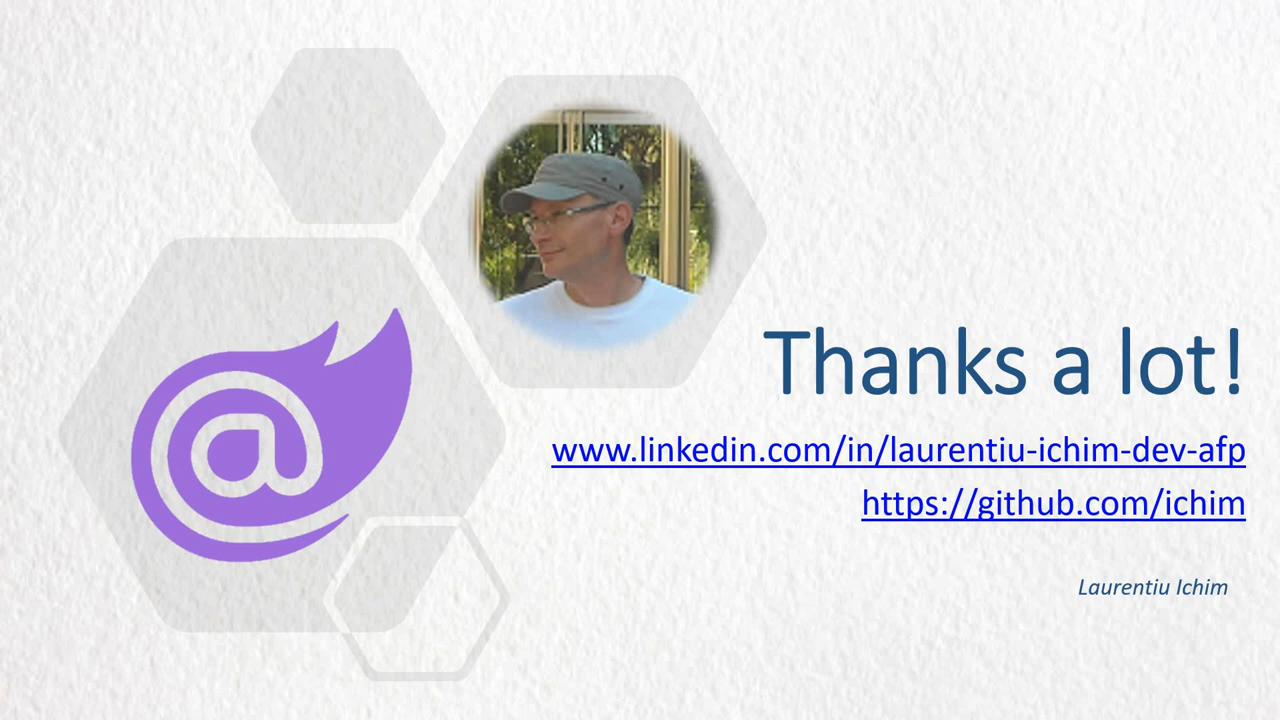 Thanks a lot!
www.linkedin.com/in/laurentiu-ichim-dev-afp
https://github.com/ichim
Laurentiu Ichim